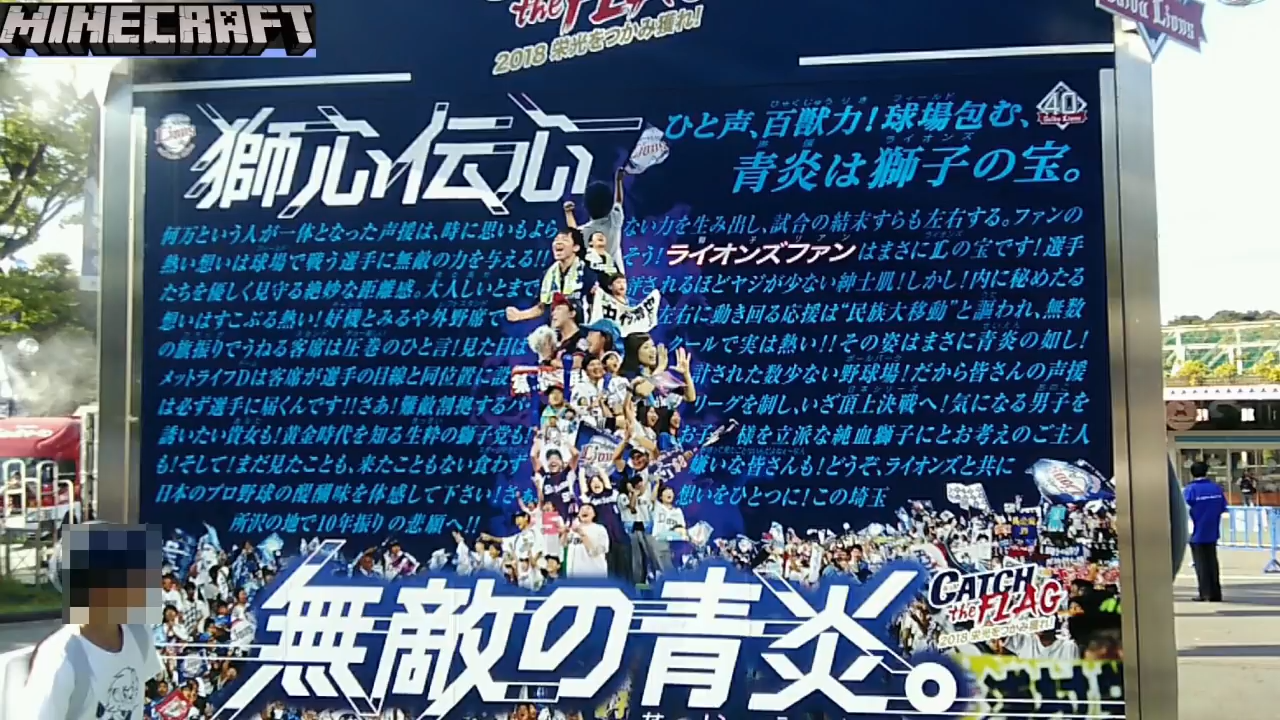 MINECRAFT
the FLAG
2018 栄光をつかみ獲れ!
Seibu Lions
獅心伝心
Lions
40
Seibu Lions
ひと声、百獣力!球場包む、
青炎は獅子の宝。
何万という人が一体となった声援は、時に思いもよら ない力を生み出し、試合の結末すらも左右する。ファンの
熱い想いは球場で戦う選手に無敵の力を与える!! そう!ライオンズファンはまさにLの宝です!選手
たちを優しく見守る絶妙な距離感。大人しいとまで 評されるほどヤジが少ない紳士肌!しかし!内に秘めたる
想いはすこぶる熱い!好機とみるや外野席で 左右に動き回る応援は“民族大移動”と謳われ、無数
の旗振りでうねる客席は圧巻のひと言!見た目は クールで実は熱い!!その姿はまさに青炎の如し!
メットライフDは客席が選手の目線と同位置に設 計された数少ない野球場!だから皆さんの声援
は必ず選手に届くんです!!さあ!難敵割拠するパ リーグを制し、いざ頂上決戦へ!気になる男子を
誘いたい貴女も!黄金時代を知る生粋の獅子党も! お子 様を立派な純血獅子にとお考えのご主人
も!そして!まだ見たことも、来たこともない食わず 嫌いな皆さんも!どうぞ、ライオンズと共に
日本のプロ野球の醍醐味を体感して下さい!さぁ 想いをひとつに!この埼玉
所沢の地で10年振りの悲願へ!!
無敵の青炎。
CATCH
the FLAG
2018 栄光をつかみ獲れ!